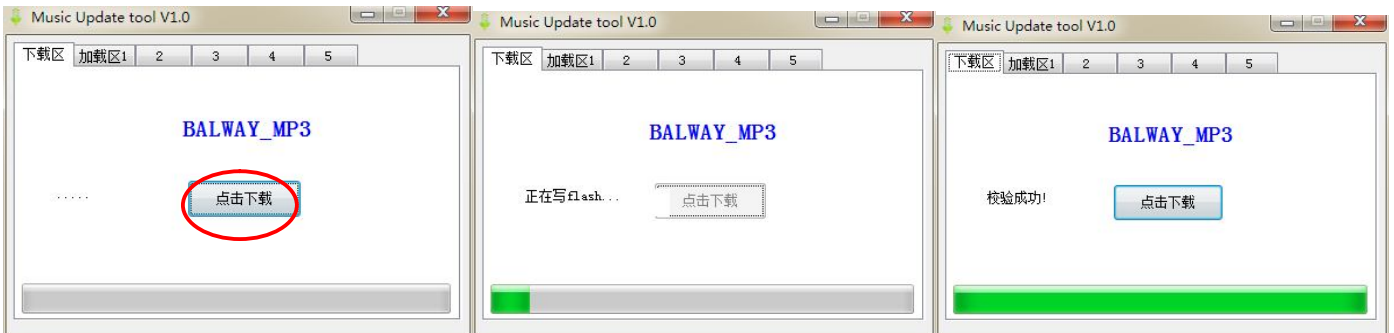 Music Update tool V1.0
下载区 加载区1 2 3 4 5
BALWAY_MP3
..... 点击下载
Music Update tool V1.0
下载区 加载区1 2 3 4 5
BALWAY_MP3
正在写flash... 点击下载
Music Update tool V1.0
下载区 加载区1 2 3 4 5
BALWAY_MP3
校验成功! 点击下载